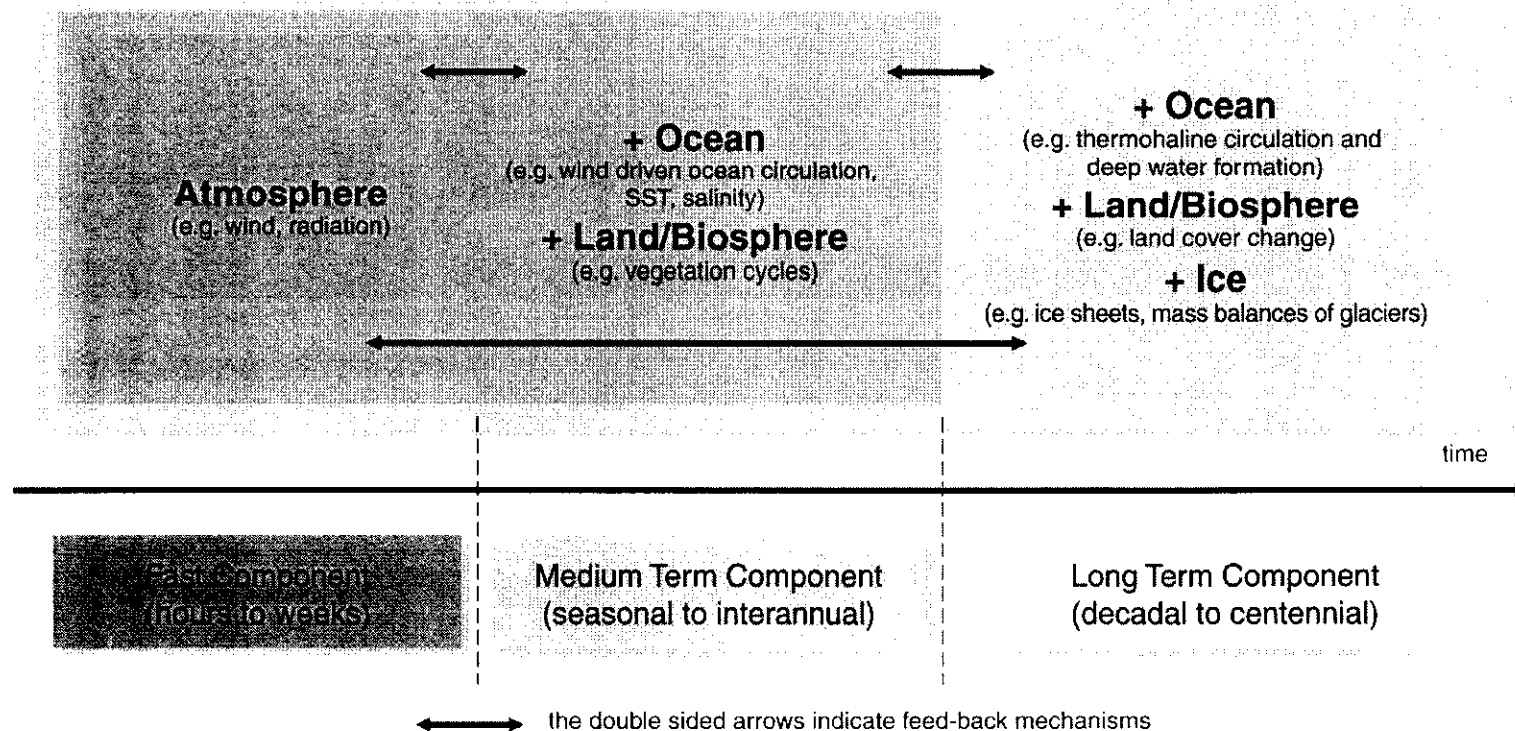 Atmosphere
(e.g. wind, radiation)
+ Ocean
(e.g. wind driven ocean circulation,
SST, salinity)
+ Land/Biosphere
(e.g. vegetation cycles)
+ Ocean
(e.g. thermohaline circulation and
deep water formation)
+ Land/Biosphere
(e.g. land cover change)
+ Ice
(e.g. ice sheets, mass balances of glaciers)
time
Fast Component
(hours to weeks)
Medium Term Component
(seasonal to interannual)
Long Term Component
(decadal to centennial)
the double sided arrows indicate feed-back mechanisms